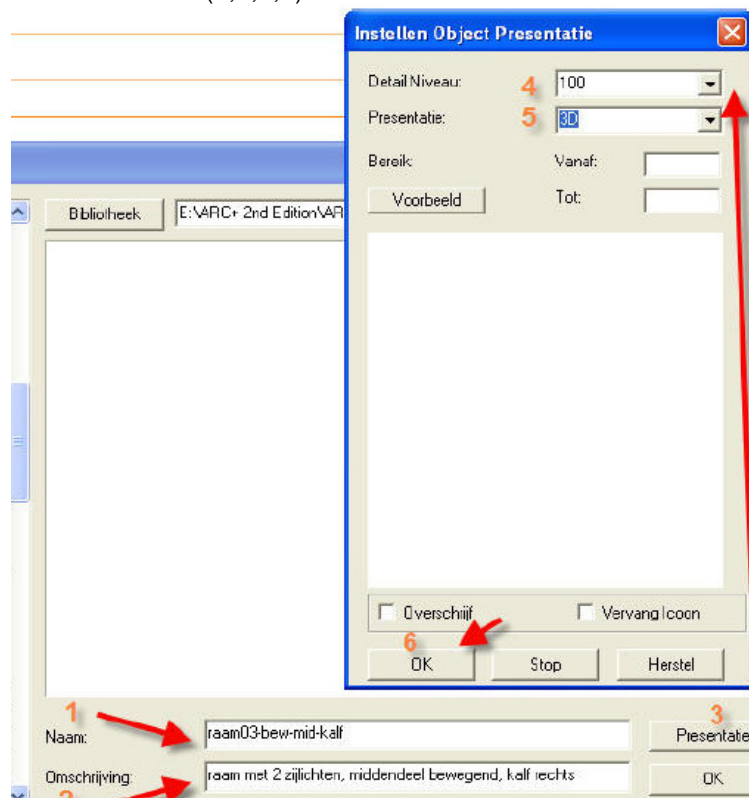 Instellen Object Presentatie
Detail Niveau: 4 100
Presentatie: 5 3D
Bereik: Vanaf:
Voorbeeld Tot:
Bibliotheek E:\ARC+ 2nd Edition\AR
Overschrijf Vervang Icoon
6
OK Stop Herstel
1 3
Naam: raam03-bew-mid-kalf Presentatie
Omschrijving: raam met 2 zijlichten, middendeel bewegend, kalf rechts OK
2